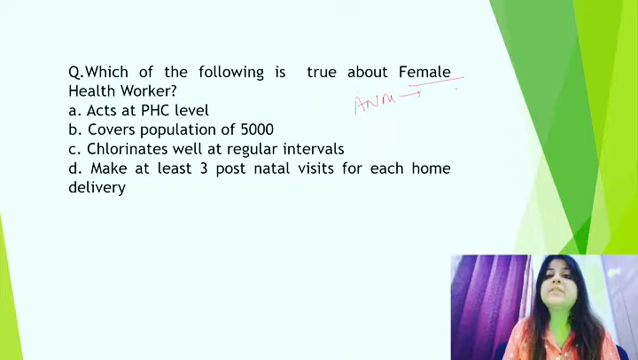 Q.Which of the following is true about Female
Health Worker?
ANM →
a. Acts at PHC level
b. Covers population of 5000
c. Chlorinates well at regular intervals
d. Make at least 3 post natal visits for each home
delivery